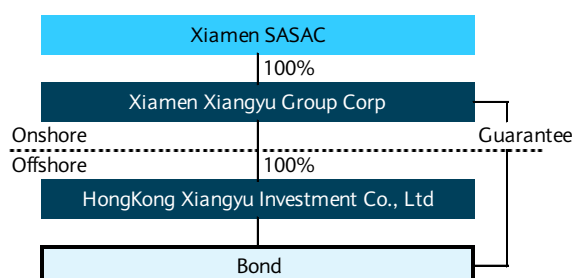 Xiamen SASAC
100%
Xiamen Xiangyu Group Corp
Onshore
Guarantee
Offshore
100%
HongKong Xiangyu Investment Co., Ltd
Bond